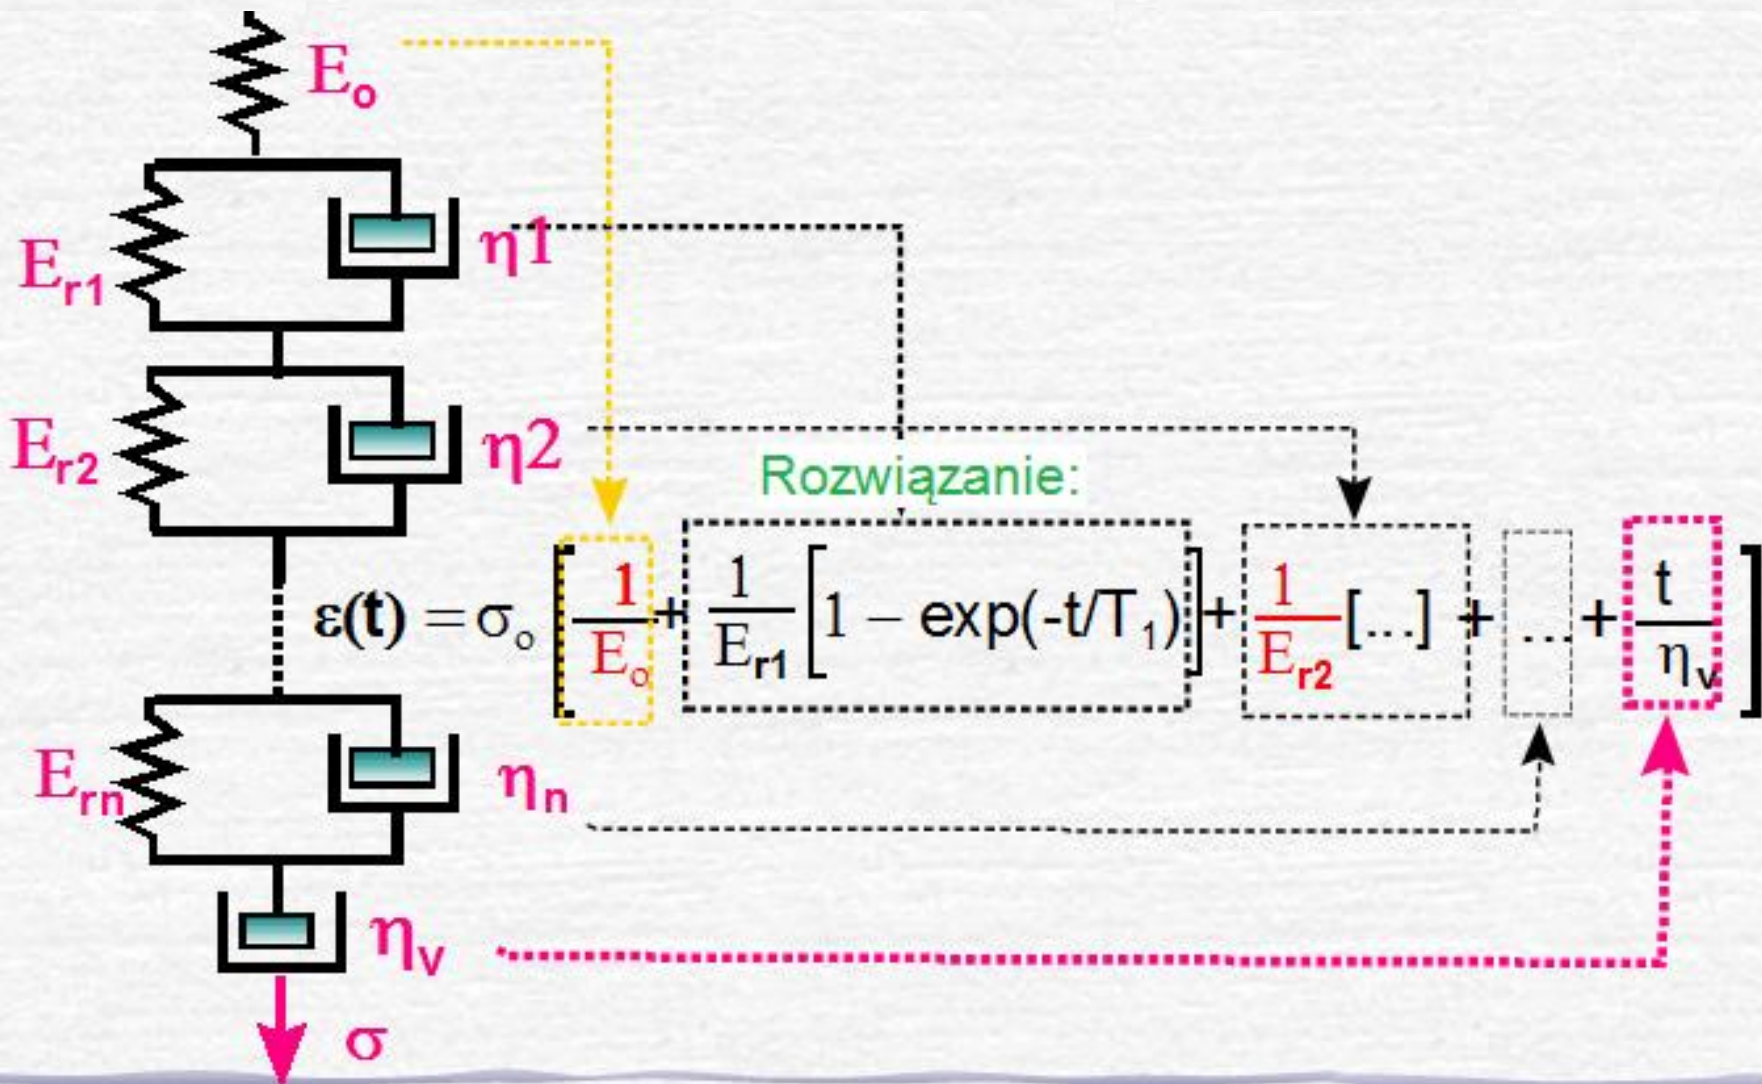 Eₒ
Eᵣ₁
η1
Eᵣ₂
η2
Rozwiązanie:
ε(t) = σₒ [ 1/Eₒ + 1/Eᵣ₁ [1 – exp(-t/T₁)] + 1/Eᵣ₂ [...] + ... + t/ηᵥ ]
Eᵣₙ
ηₙ
ηᵥ
σ